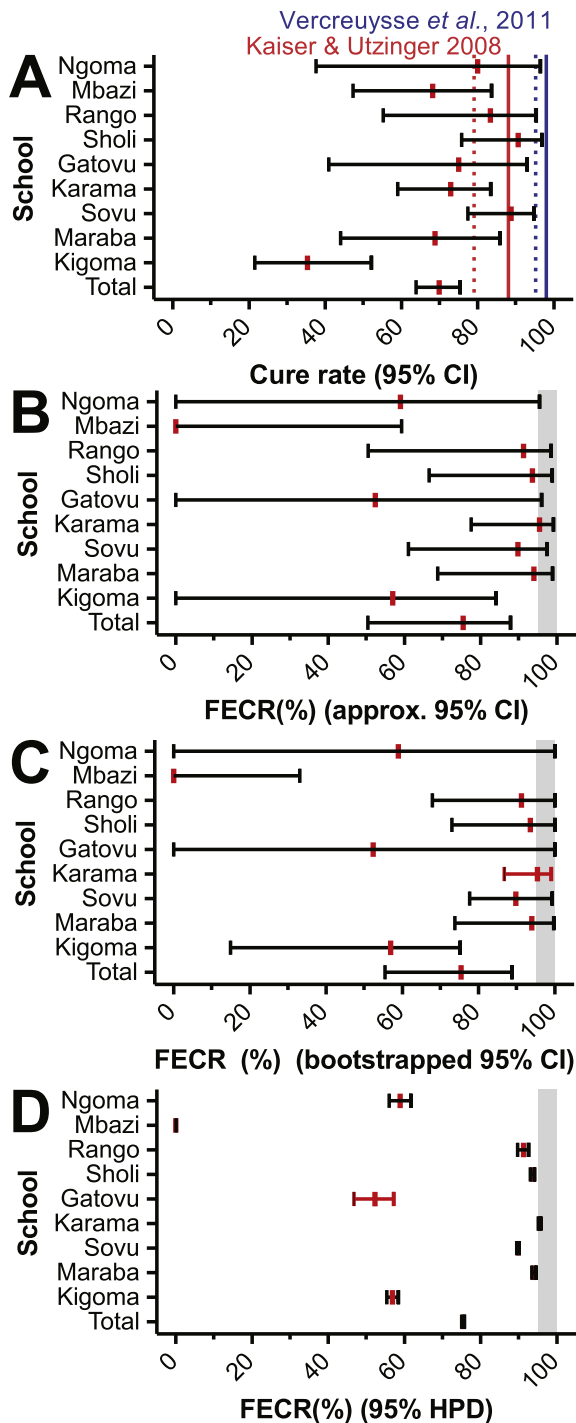 Vercreuysse et al., 2011
Kaiser & Utzinger 2008
A
School
Ngoma
Mbazi
Rango
Sholi
Gatovu
Karama
Sovu
Maraba
Kigoma
Total
0 20 40 60 80 100
Cure rate (95% CI)
B
School
Ngoma
Mbazi
Rango
Sholi
Gatovu
Karama
Sovu
Maraba
Kigoma
Total
0 20 40 60 80 100
FECR(%) (approx. 95% CI)
C
School
Ngoma
Mbazi
Rango
Sholi
Gatovu
Karama
Sovu
Maraba
Kigoma
Total
0 20 40 60 80 100
FECR (%) (bootstrapped 95% CI)
D
School
Ngoma
Mbazi
Rango
Sholi
Gatovu
Karama
Sovu
Maraba
Kigoma
Total
0 20 40 60 80 100
FECR(%) (95% HPD)